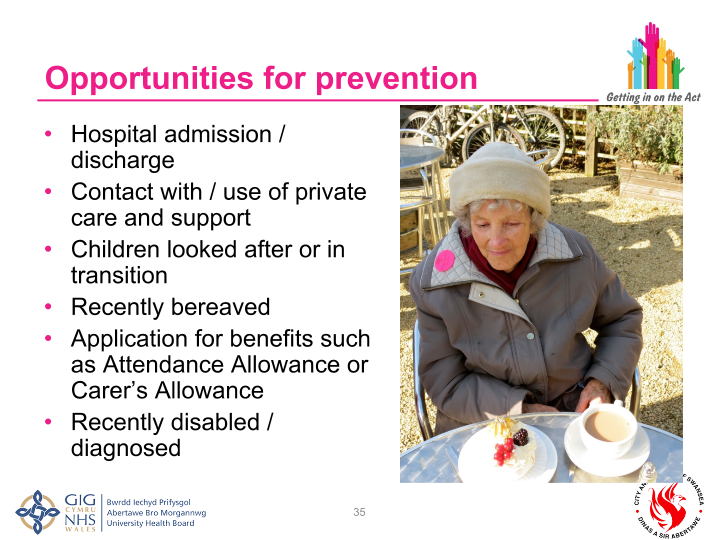 Opportunities for prevention
Getting in on the Act
• Hospital admission /
discharge
• Contact with / use of private
care and support
• Children looked after or in
transition
• Recently bereaved
• Application for benefits such
as Attendance Allowance or
Carer’s Allowance
• Recently disabled /
diagnosed
GIG
CYMRU
NHS
WALES
Bwrdd Iechyd Prifysgol
Abertawe Bro Morgannwg
University Health Board
35
SWANSEA
DINAS A SIR ABERTAWE